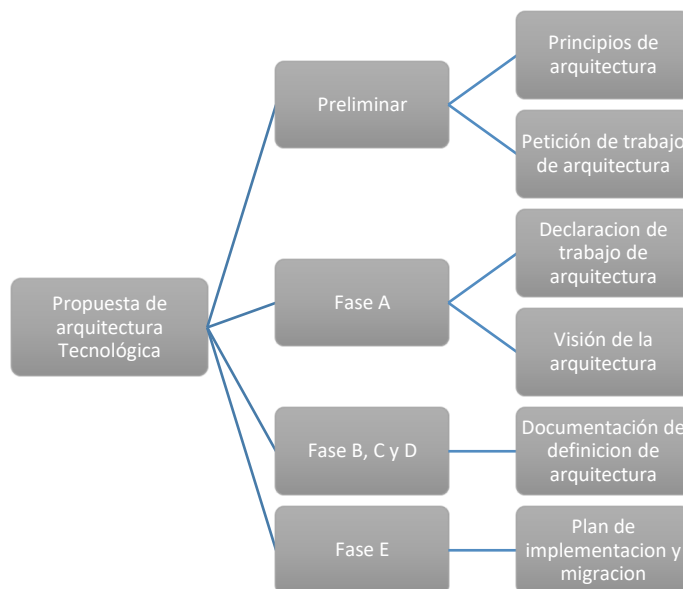 Propuesta de
arquitectura
Tecnológica
Preliminar
Principios de
arquitectura
Petición de trabajo
de arquitectura
Fase A
Declaracion de
trabajo de
arquitectura
Visión de la
arquitectura
Fase B, C y D
Documentación de
definicion de
arquitectura
Fase E
Plan de
implementacion y
migracion